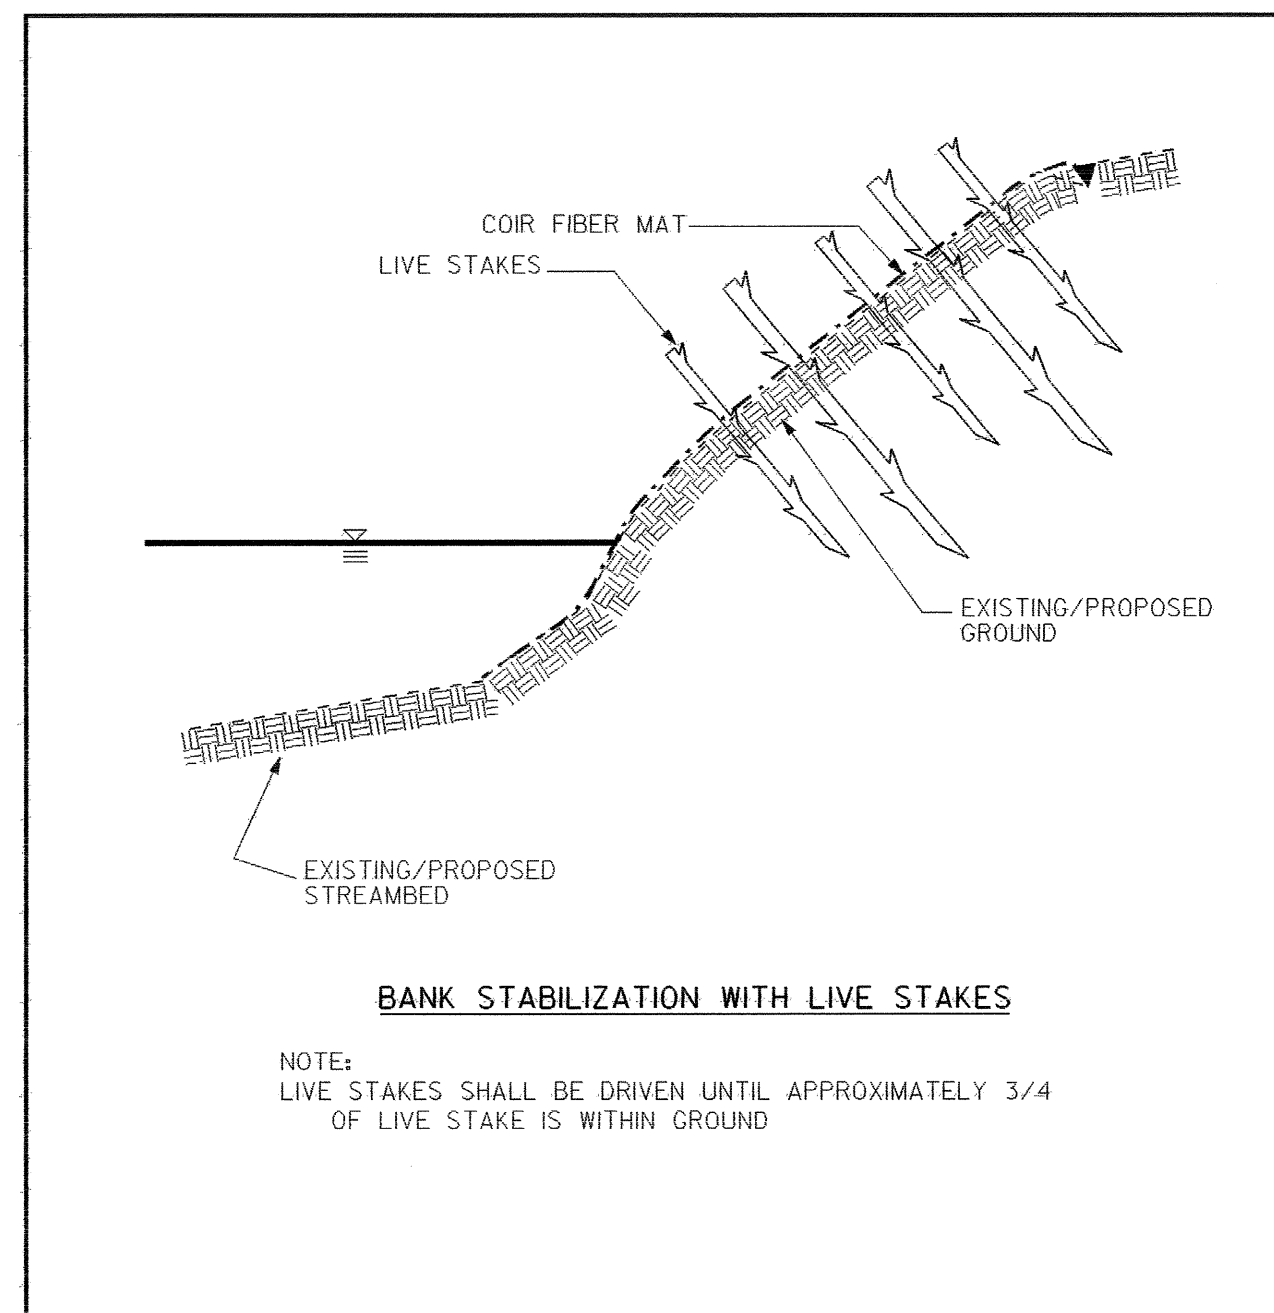 COIR FIBER MAT
LIVE STAKES
EXISTING/PROPOSED
GROUND
EXISTING/PROPOSED
STREAMBED
BANK STABILIZATION WITH LIVE STAKES
NOTE:
LIVE STAKES SHALL BE DRIVEN UNTIL APPROXIMATELY 3/4
OF LIVE STAKE IS WITHIN GROUND